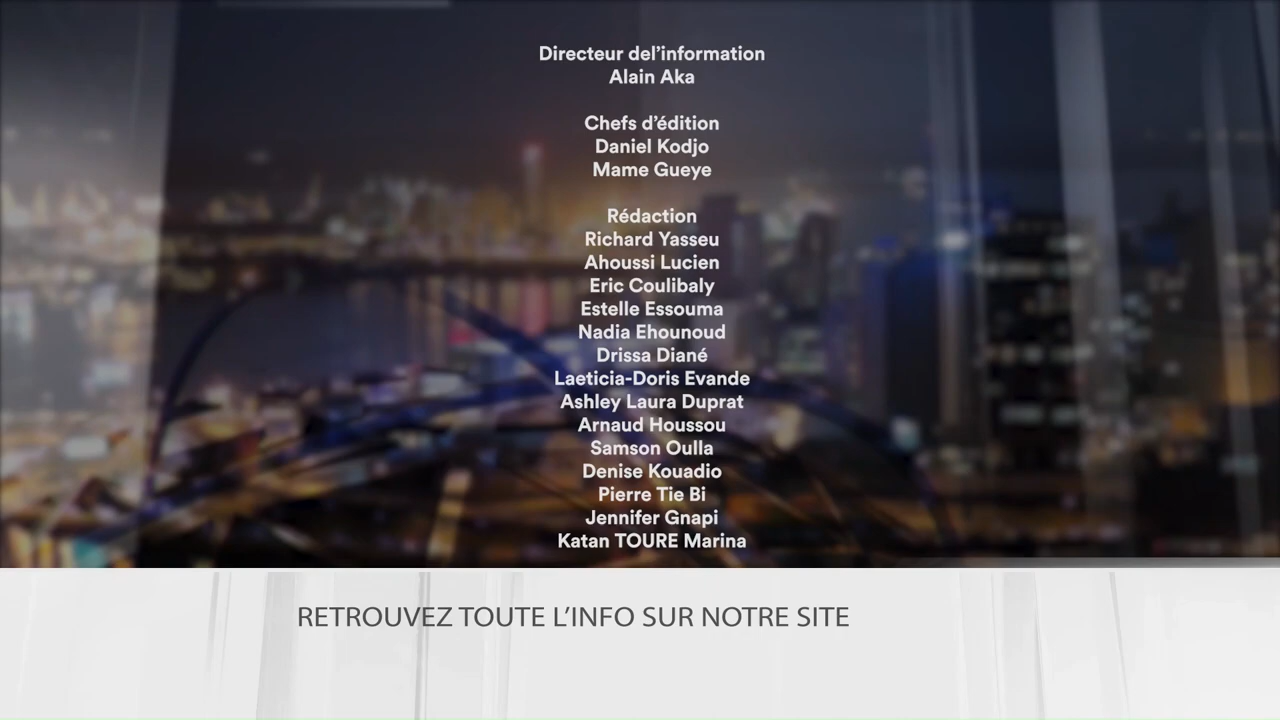 Directeur del’information
Alain Aka
Chefs d’édition
Daniel Kodjo
Mame Gueye
Rédaction
Richard Yasseu
Ahoussi Lucien
Eric Coulibaly
Estelle Essouma
Nadia Ehounoud
Drissa Diané
Laeticia-Doris Evande
Ashley Laura Duprat
Arnaud Houssou
Samson Oulla
Denise Kouadio
Pierre Tie Bi
Jennifer Gnapi
Katan TOURE Marina
RETROUVEZ TOUTE L’INFO SUR NOTRE SITE